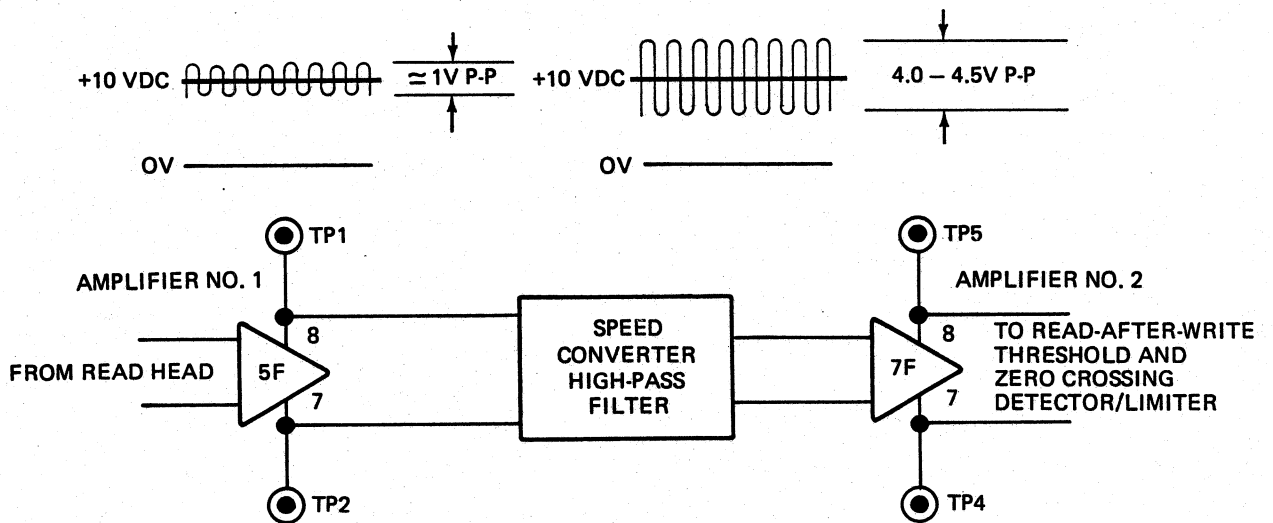 +10 VDC
≃ 1V P-P
+10 VDC
4.0 – 4.5V P-P
OV
OV
TP1
TP5
AMPLIFIER NO. 1
AMPLIFIER NO. 2
8
8
SPEED
CONVERTER
HIGH-PASS
FILTER
TO READ-AFTER-WRITE
THRESHOLD AND
ZERO CROSSING
DETECTOR/LIMITER
FROM READ HEAD
5F
7F
7
7
TP2
TP4